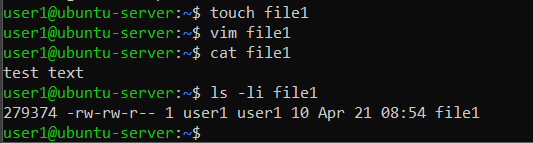 user1@ubuntu-server:~$ touch file1
user1@ubuntu-server:~$ vim file1
user1@ubuntu-server:~$ cat file1
test text
user1@ubuntu-server:~$ ls -li file1
279374 -rw-rw-r-- 1 user1 user1 10 Apr 21 08:54 file1
user1@ubuntu-server:~$